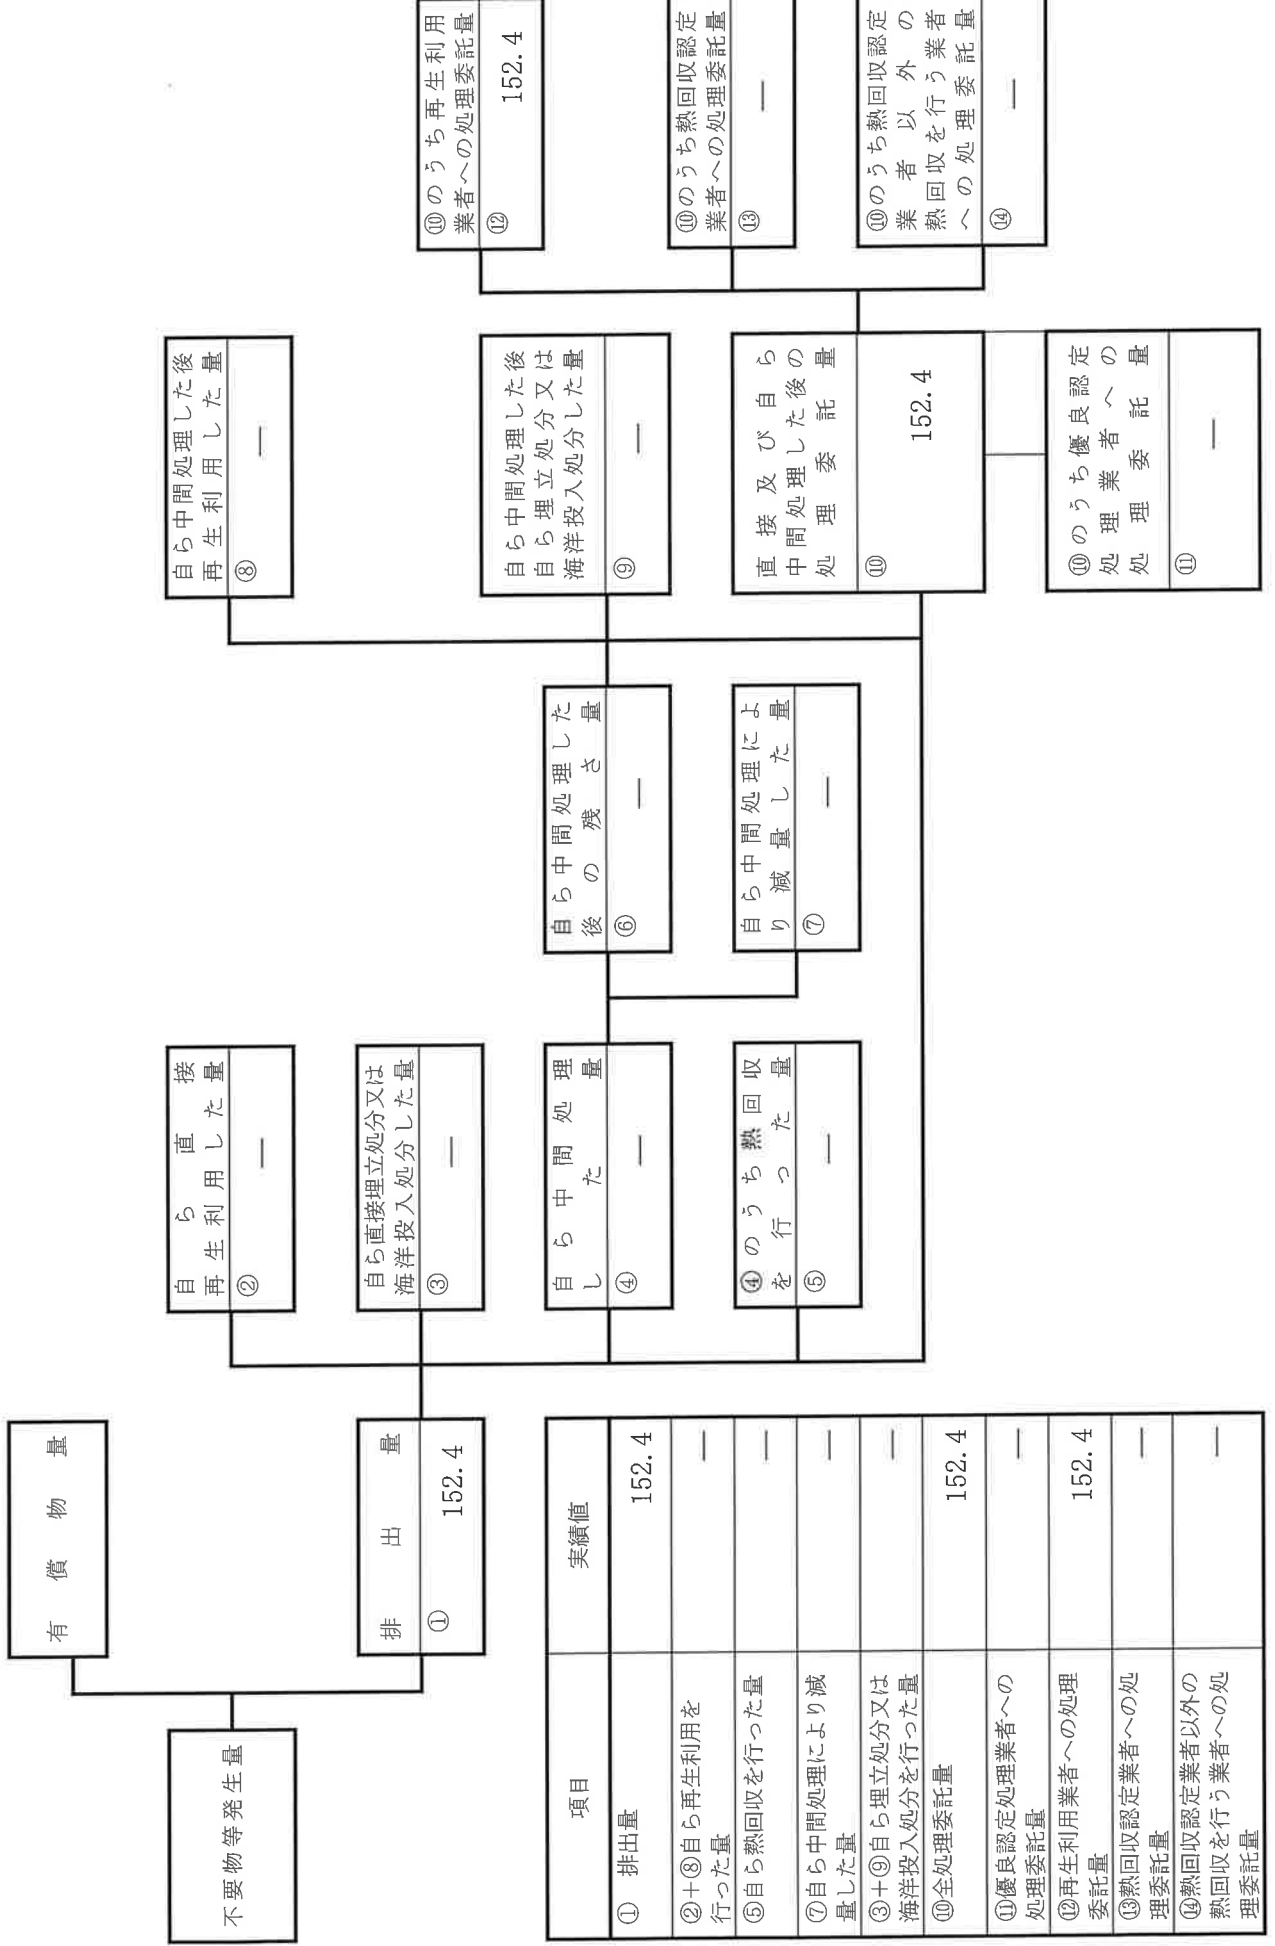 不要物等発生量
有償物量
排出量
① 152.4
自ら直接
再生利用した量
② ―
自ら直接埋立処分又は
海洋投入処分した量
③ ―
自ら中間処理
した量
④ ―
④のうち熱回収
を行った量
⑤ ―
自ら中間処理した
後の残さ量
⑥ ―
自ら中間処理によ
り減量した量
⑦ ―
自ら中間処理した後
再生利用した量
⑧ ―
自ら中間処理した後
自ら埋立処分又は
海洋投入処分した量
⑨ ―
直接及び自ら
中間処理した後の
処理委託量
⑩ 152.4
⑩のうち優良認定
処理業者への
処理委託量
⑪ ―
⑩のうち再生利用
業者への処理委託量
⑫ 152.4
⑩のうち熱回収認定
業者への処理委託量
⑬ ―
⑩のうち熱回収認定
業者以外の
熱回収を行う業者
への処理委託量
⑭ ―
項目 実績値
① 排出量 152.4
②+⑧自ら再生利用を
行った量 ―
⑤自ら熱回収を行った量 ―
⑦自ら中間処理により減
量した量 ―
③+⑨自ら埋立処分又は
海洋投入処分を行った量 ―
⑩全処理委託量 152.4
⑪優良認定処理業者への
処理委託量 ―
⑫再生利用業者への処理
委託量 152.4
⑬熱回収認定業者への処
理委託量 ―
⑭熱回収認定業者以外の
熱回収を行う業者への処
理委託量 ―